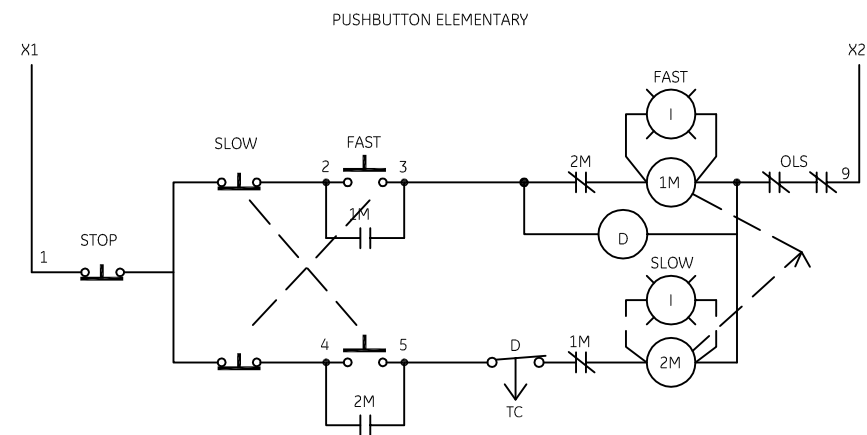 PUSHBUTTON ELEMENTARY
X1
X2
FAST
I
SLOW
FAST
2
3
2M
1M
OLS
9
1M
STOP
1
D
SLOW
I
4
5
D
1M
2M
TC
2M